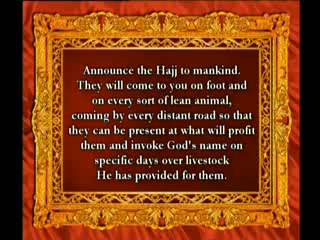 Announce the Hajj to mankind.
They will come to you on foot and
on every sort of lean animal,
coming by every distant road so that
they can be present at what will profit
them and invoke God's name on
specific days over livestock
He has provided for them.